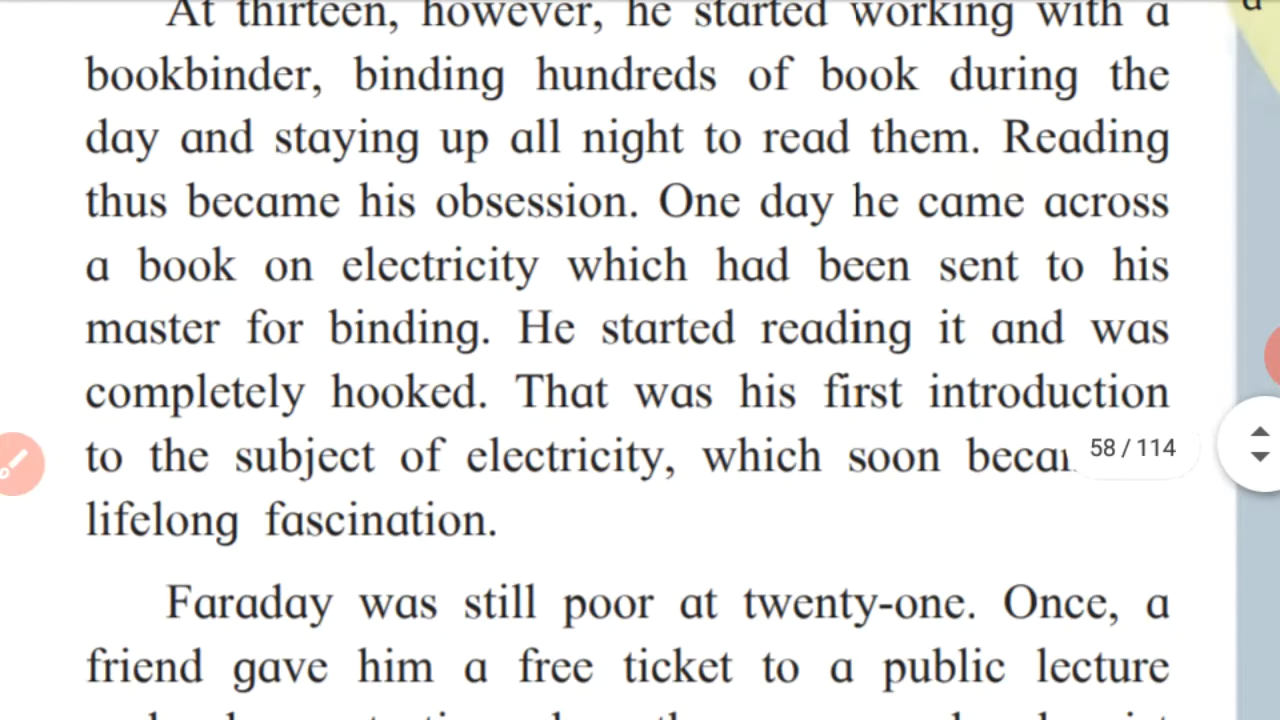 At thirteen, however, he started working with a
bookbinder, binding hundreds of book during the
day and staying up all night to read them. Reading
thus became his obsession. One day he came across
a book on electricity which had been sent to his
master for binding. He started reading it and was
completely hooked. That was his first introduction
to the subject of electricity, which soon
58 / 114
lifelong fascination.
Faraday was still poor at twenty-one. Once, a
friend gave him a free ticket to a public lecture